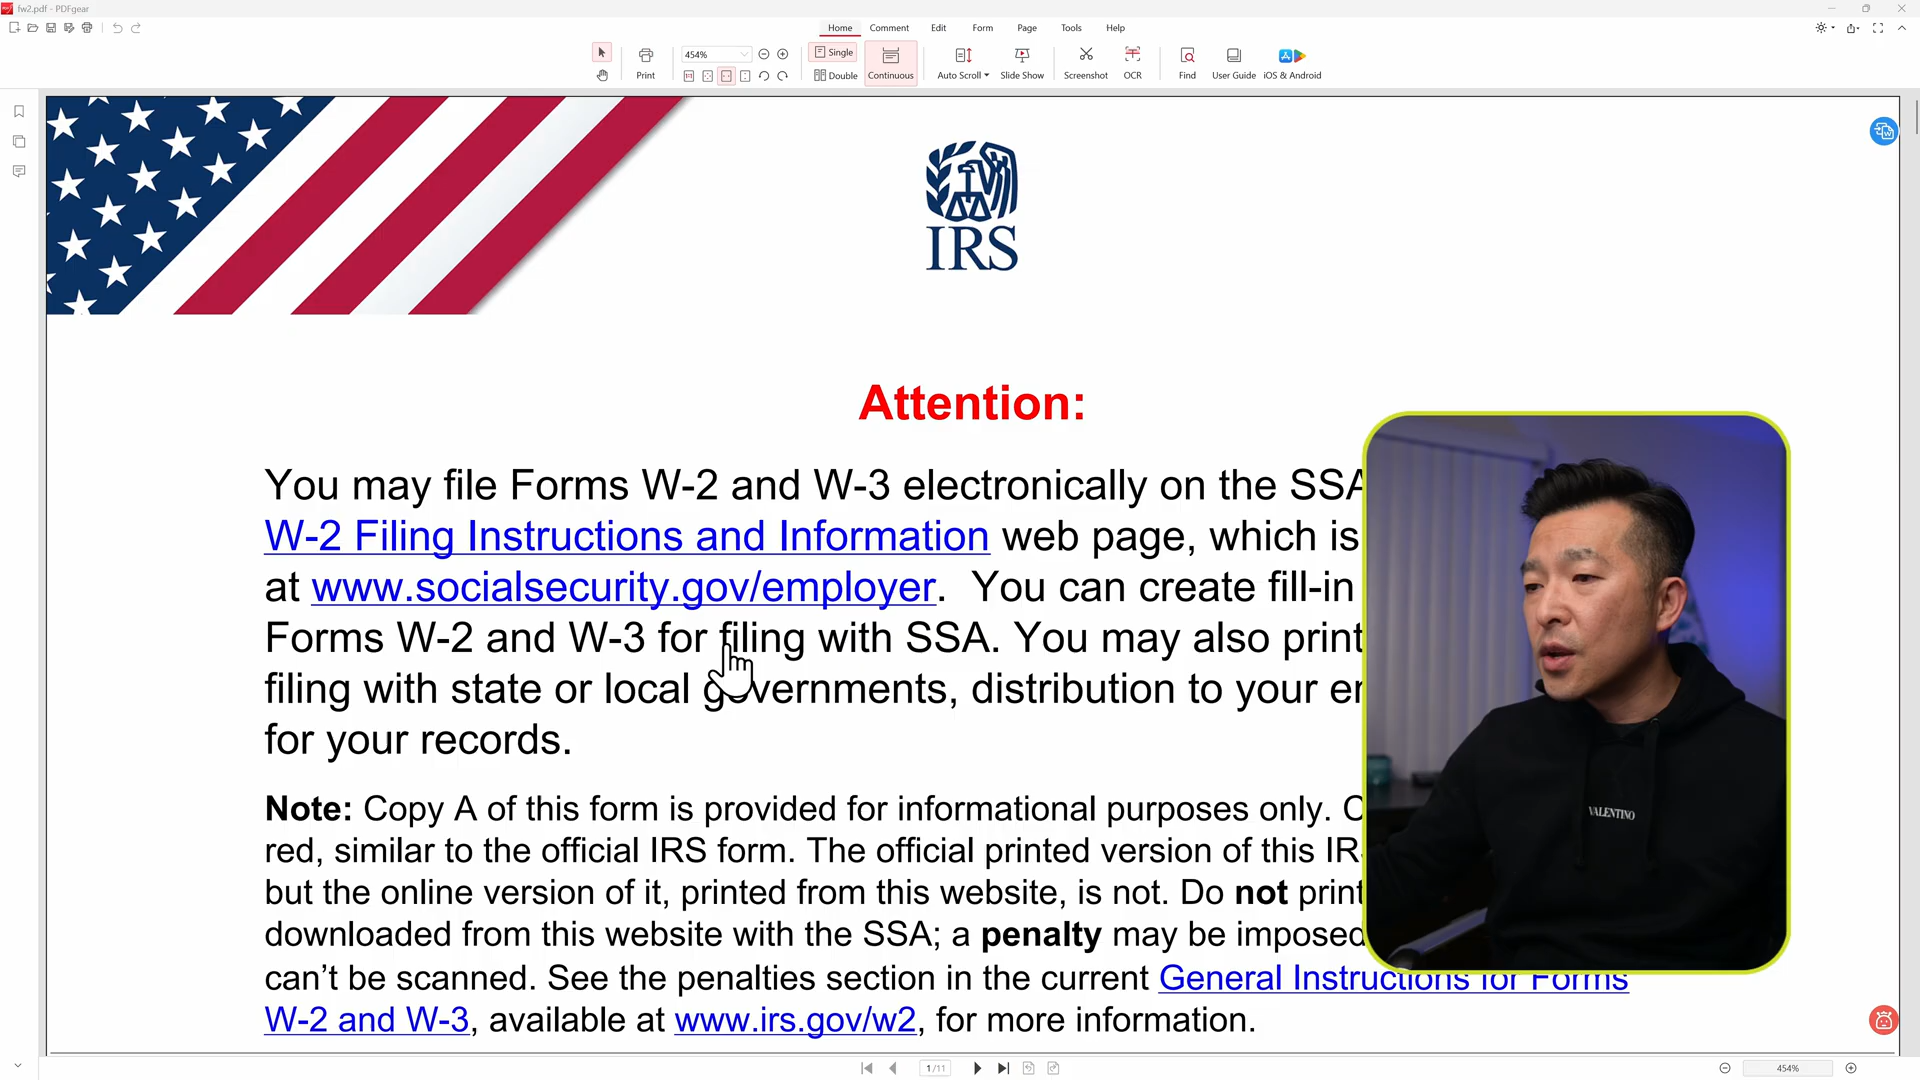 fw2.pdf - PDFgear
Home Comment Edit Form Page Tools Help
454%
Single
Print Double Continuous Auto Scroll Slide Show Screenshot OCR Find User Guide iOS & Android
IRS
Attention:
You may file Forms W-2 and W-3 electronically on the SSA
W-2 Filing Instructions and Information web page, which is
at www.socialsecurity.gov/employer. You can create fill-in
Forms W-2 and W-3 for filing with SSA. You may also print
filing with state or local governments, distribution to your
for your records.
Note: Copy A of this form is provided for informational purposes only.
red, similar to the official IRS form. The official printed version of this
but the online version of it, printed from this website, is not. Do not print
downloaded from this website with the SSA; a penalty may be imposed
can't be scanned. See the penalties section in the current General Instructions for Forms
W-2 and W-3, available at www.irs.gov/w2, for more information.
VALENTINO
1/11
454%